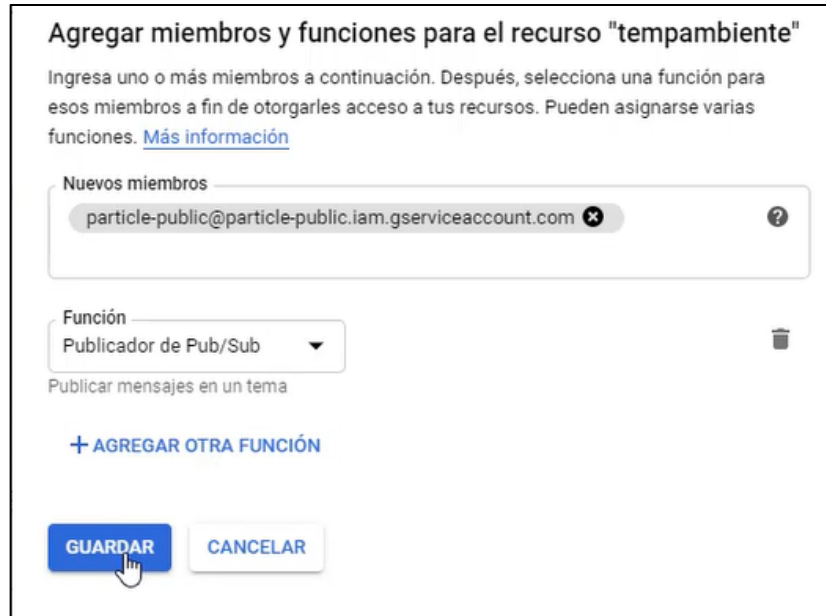 Agregar miembros y funciones para el recurso "tempambiente"
Ingresa uno o más miembros a continuación. Después, selecciona una función para
esos miembros a fin de otorgarles acceso a tus recursos. Pueden asignarse varias
funciones. Más información
Nuevos miembros
particle-public@particle-public.iam.gserviceaccount.com
Función
Publicador de Pub/Sub
Publicar mensajes en un tema
+ AGREGAR OTRA FUNCIÓN
GUARDAR CANCELAR